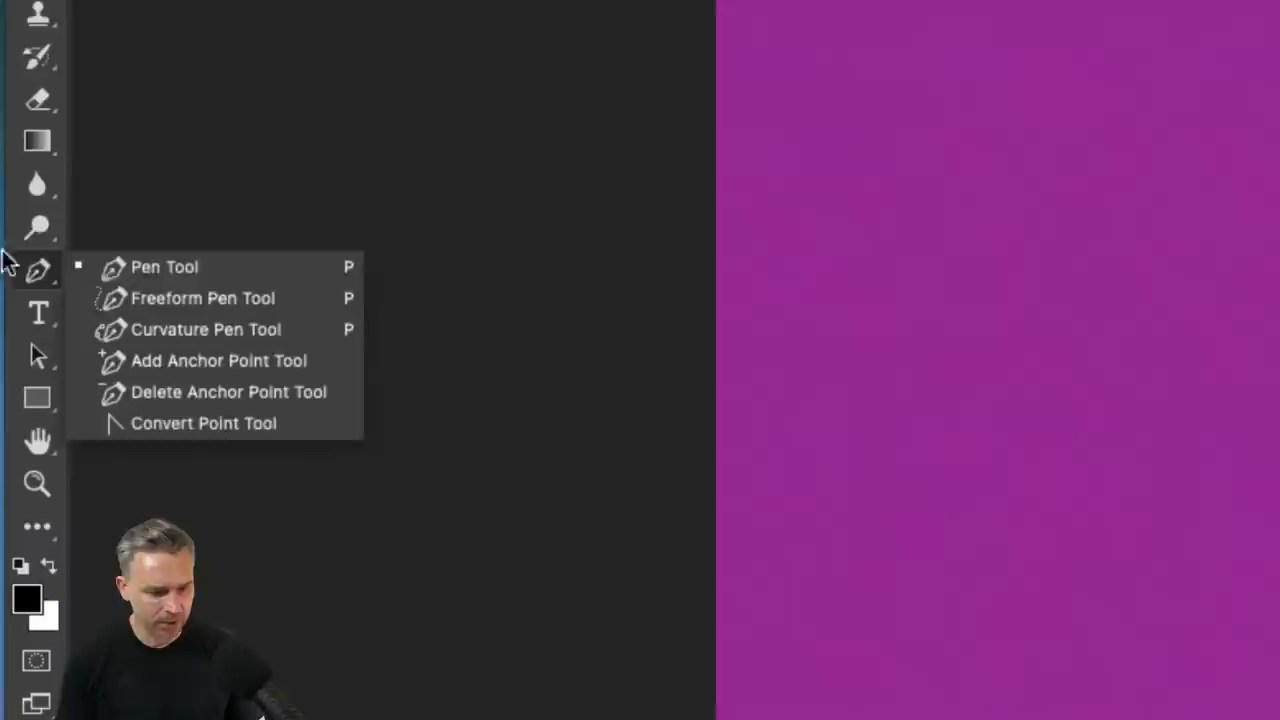 Pen Tool P
Freeform Pen Tool P
Curvature Pen Tool P
Add Anchor Point Tool
Delete Anchor Point Tool
Convert Point Tool